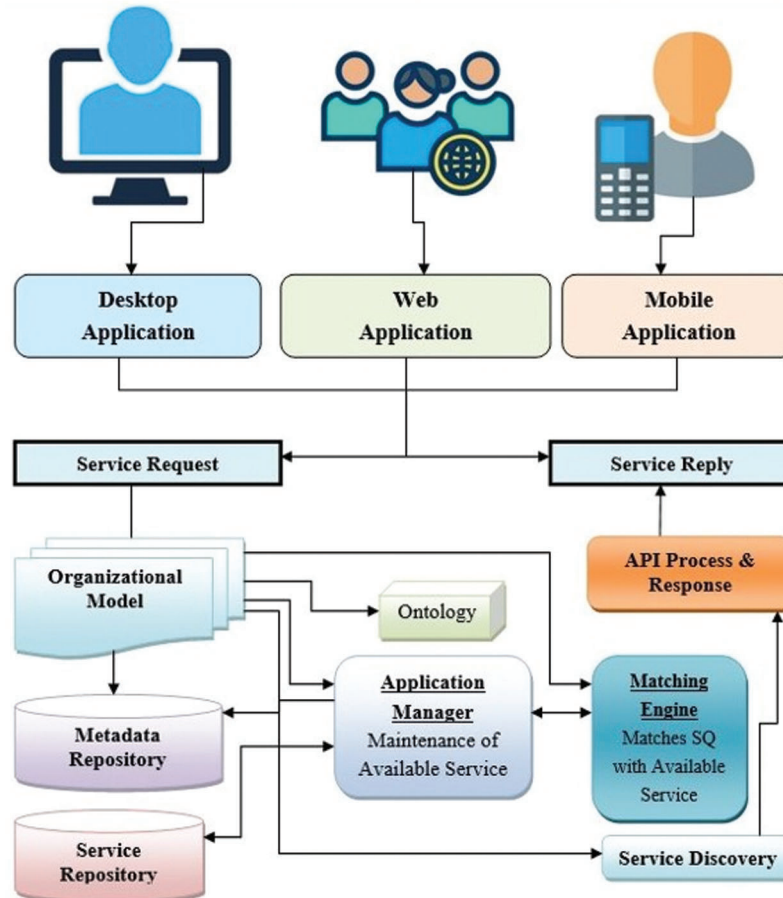 Desktop
Application
Web
Application
Mobile
Application
Service Request
Service Reply
Organizational
Model
API Process &
Response
Ontology
Application
Manager
Maintenance of
Available Service
Matching
Engine
Matches SQ
with Available
Service
Metadata
Repository
Service
Repository
Service Discovery